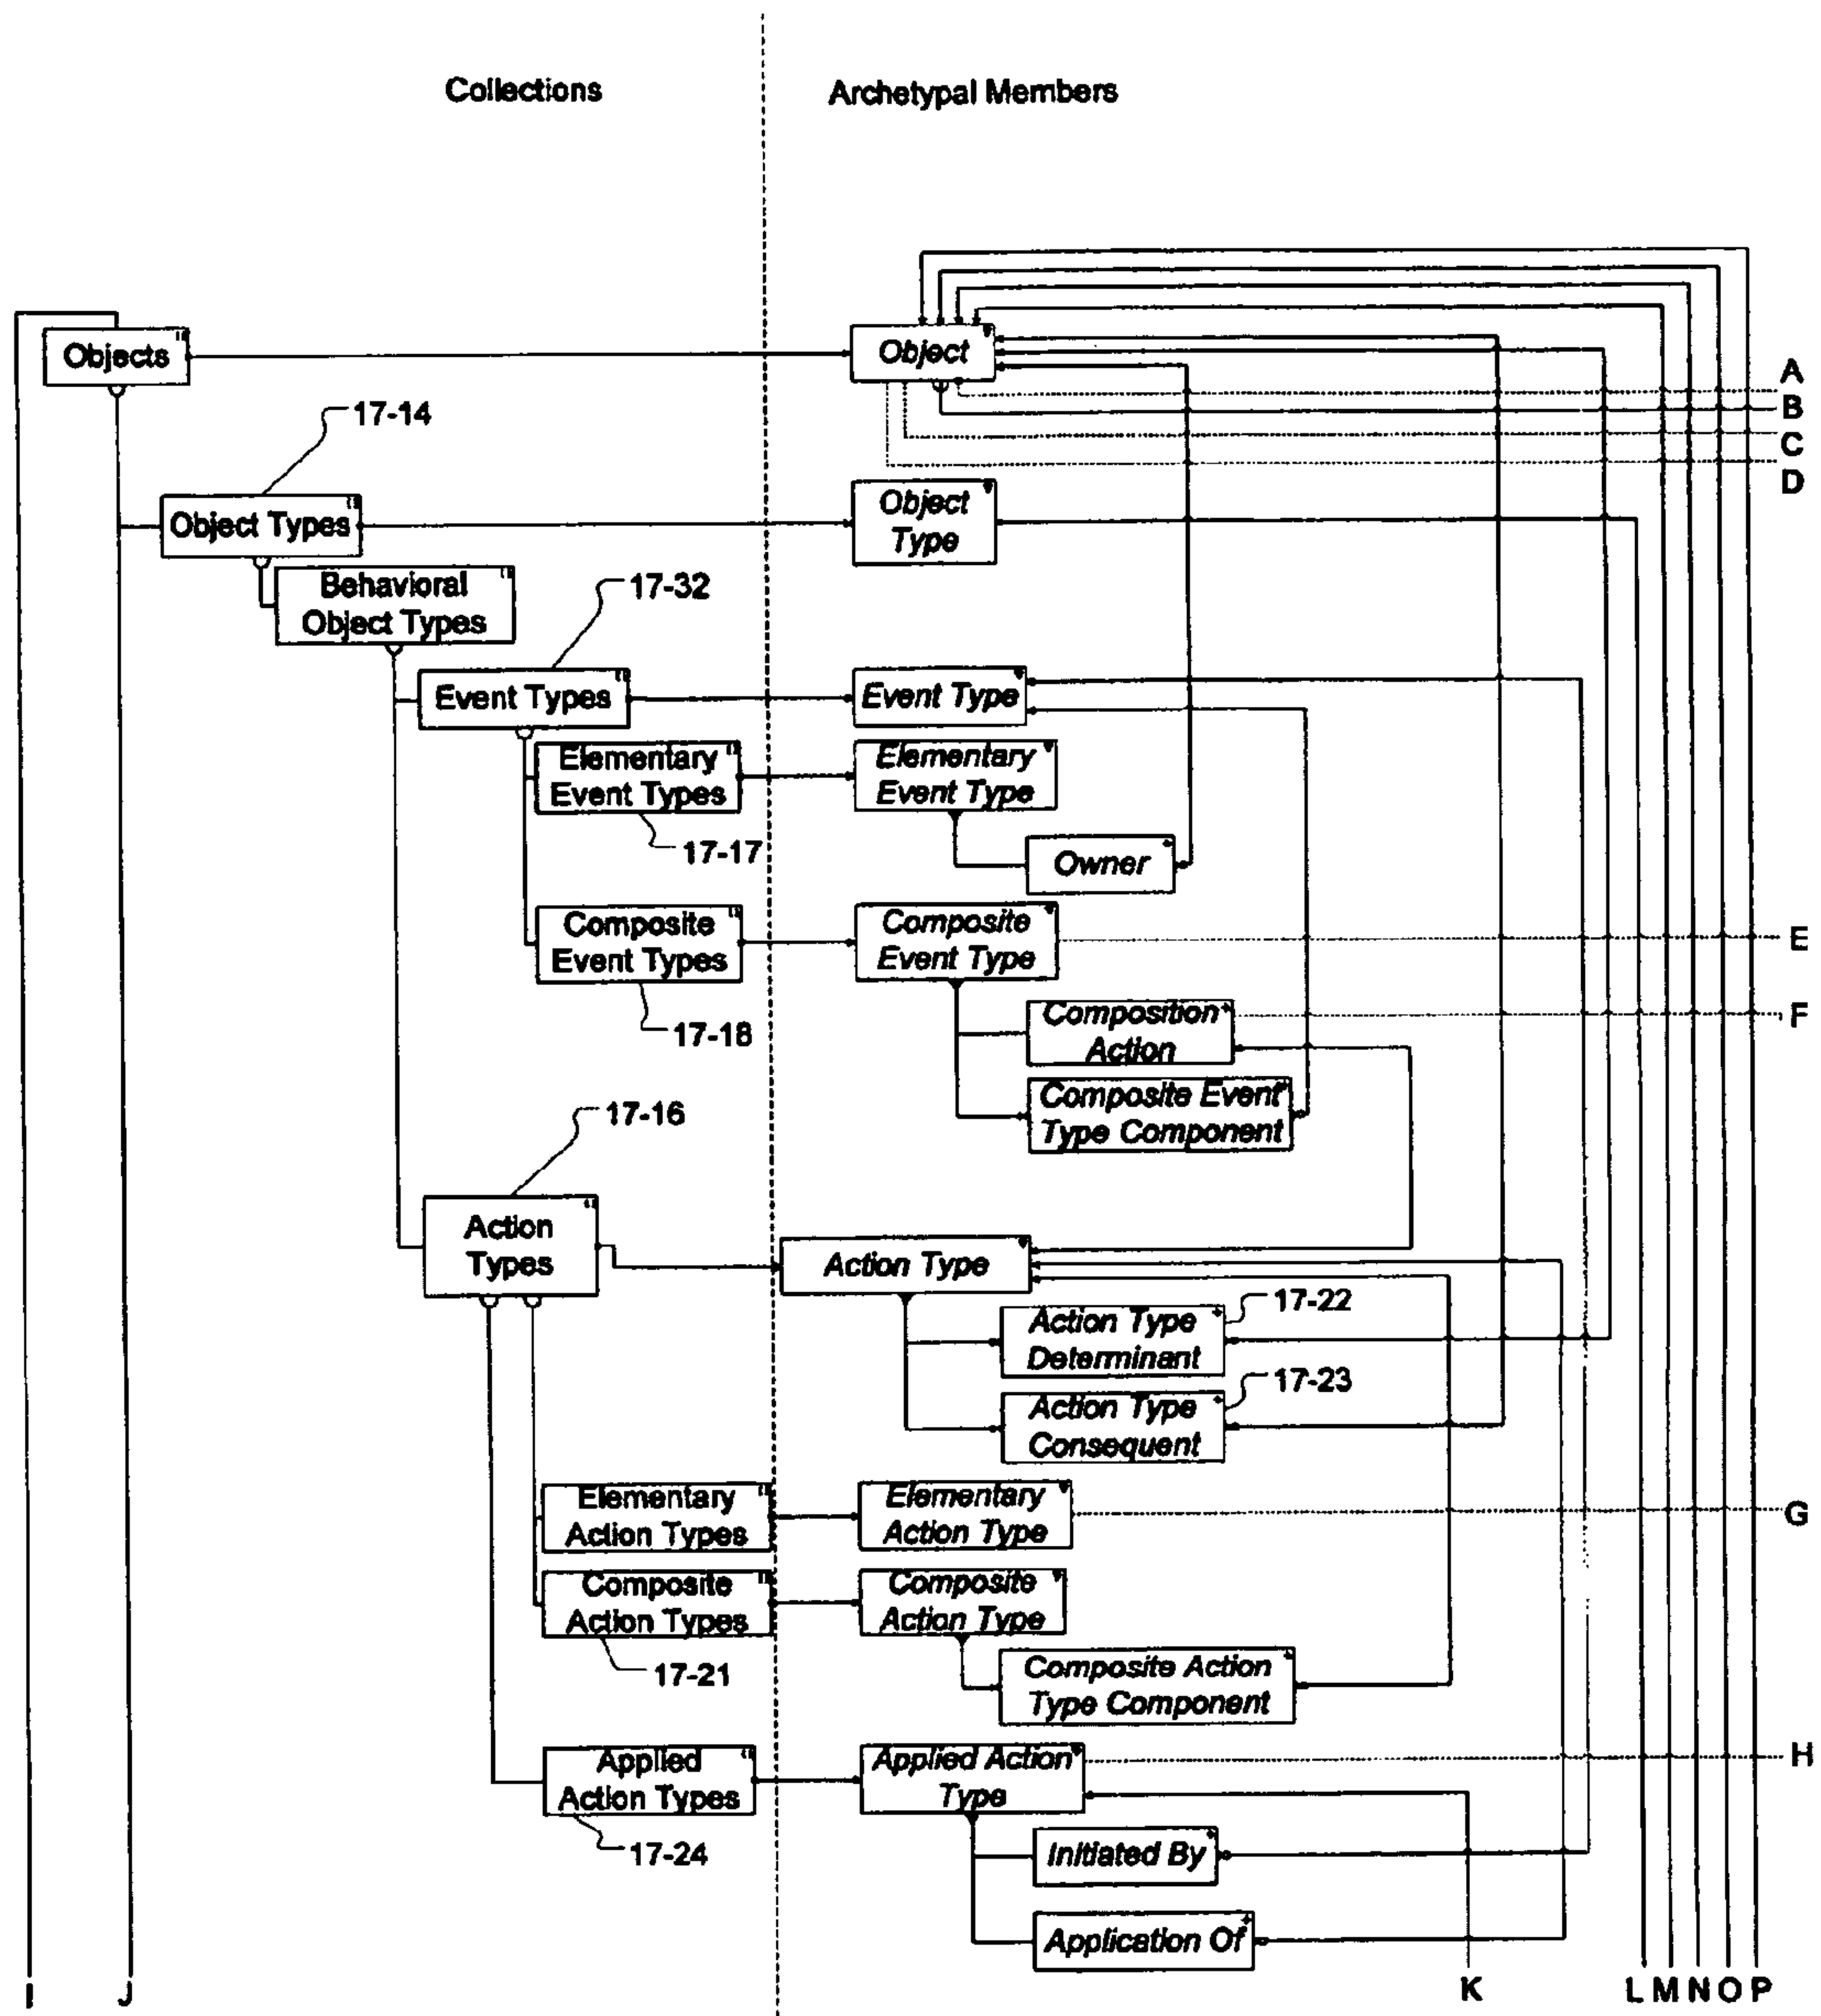 Collections
Archetypal Members
Objects
Object
A
B
C
D
17-14
Object Types
Object
Type
Behavioral
Object Types
17-32
Event Types
Event Type
Elementary
Event Types
Elementary
Event Type
17-17
Owner
Composite
Event Types
Composite
Event Type
E
17-18
Composition
Action
F
Composite Event
Type Component
17-16
Action
Types
Action Type
17-22
Action Type
Determinant
17-23
Action Type
Consequent
Elementary
Action Types
Elementary
Action Type
G
Composite
Action Types
Composite
Action Type
17-21
Composite Action
Type Component
Applied
Action Types
Applied Action
Type
H
17-24
Initiated By
Application Of
I
J
K
L M N O P